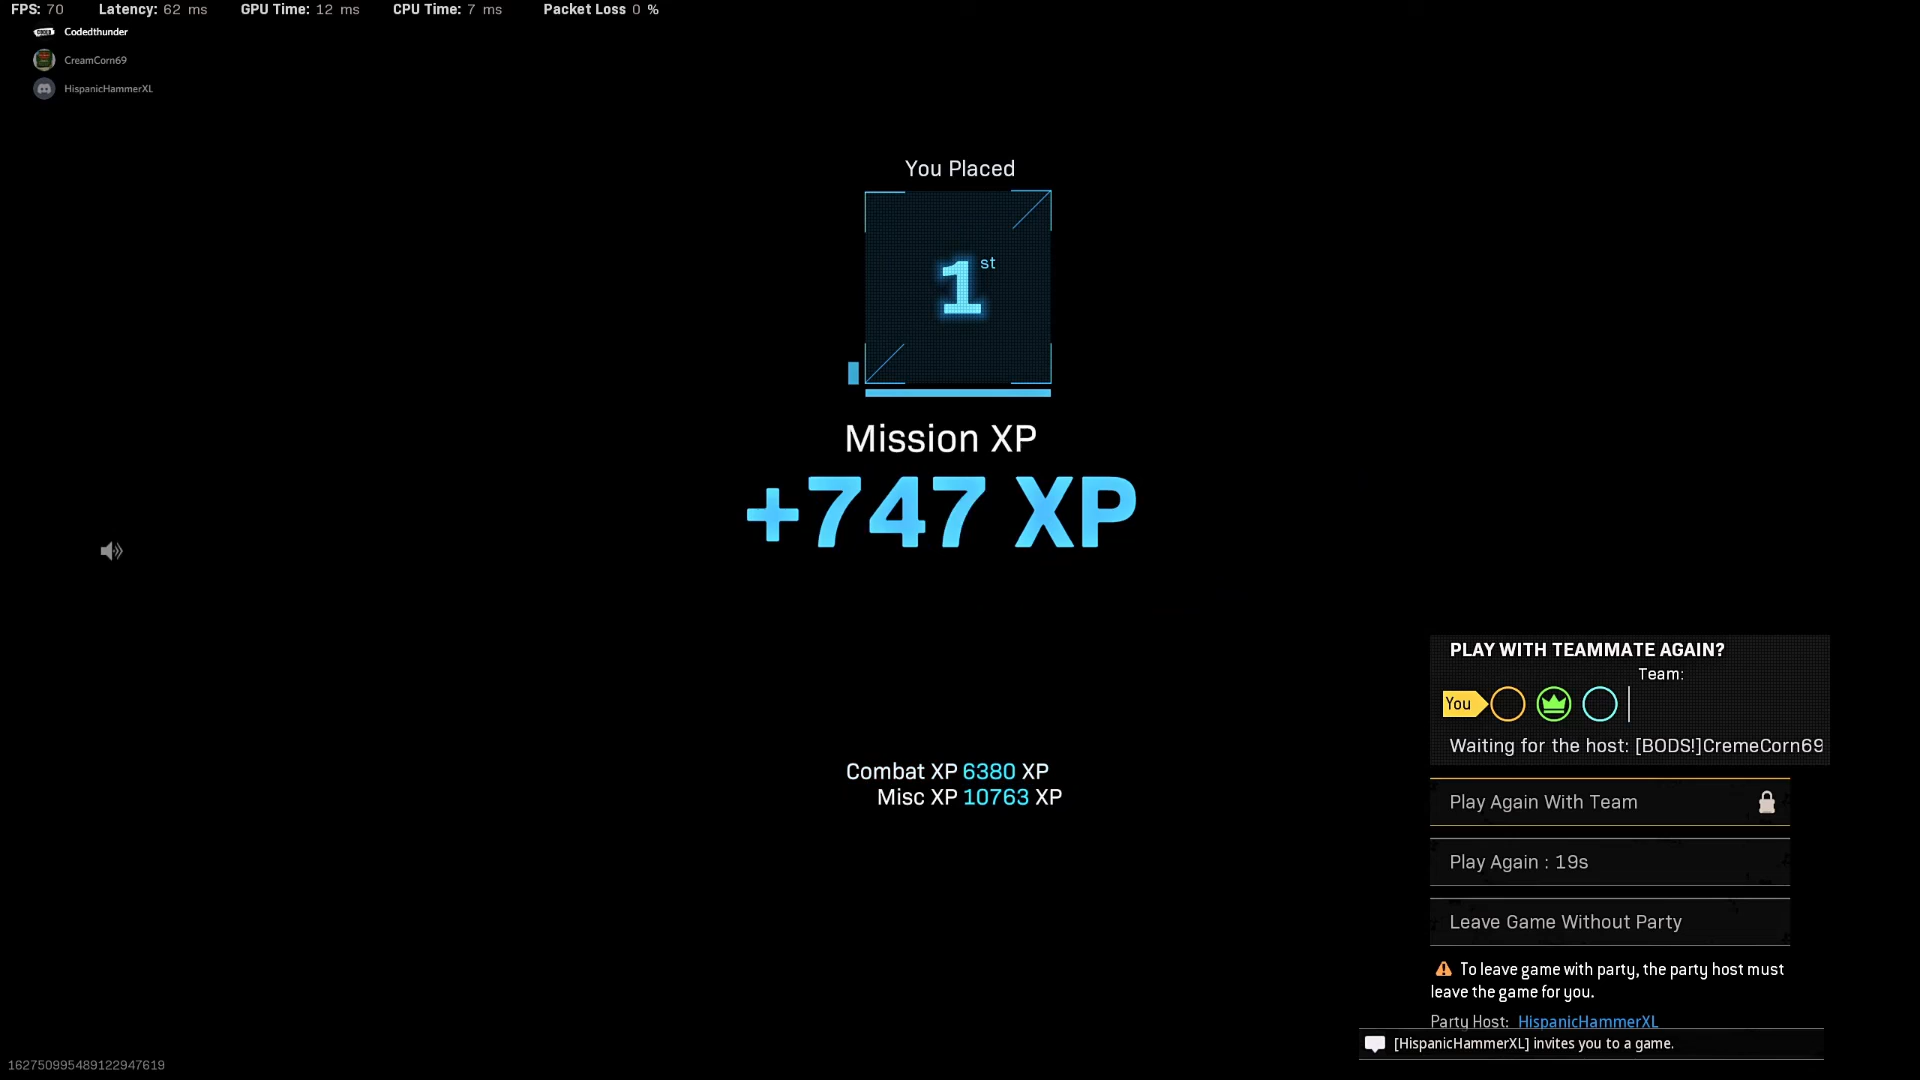 FPS: 70 Latency: 62 ms GPU Time: 12 ms CPU Time: 7 ms Packet Loss 0 %
Codedthunder
CreamCorn69
HispanicHammerXL
You Placed
1st
Mission XP
+747 XP
Combat XP 6380 XP
Misc XP 10763 XP
PLAY WITH TEAMMATE AGAIN?
Team:
You
Waiting for the host: [BODS!]CremeCorn69
Play Again With Team
Play Again : 19s
Leave Game Without Party
To leave game with party, the party host must
leave the game for you.
Party Host: HispanicHammerXL
[HispanicHammerXL] invites you to a game.
162750995489122947619